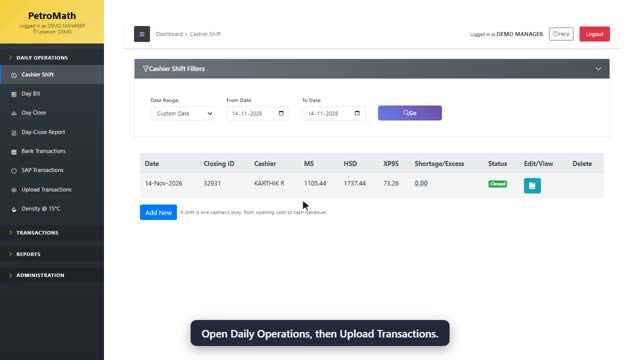 PetroMath
Logged in as DEMO MANAGER
Location: DEMO
DAILY OPERATIONS
Cashier Shift
Day Bill
Day Close
Day-Close Report
Bank Transactions
SAP Transactions
Upload Transactions
Density @ 15°C
TRANSACTIONS
REPORTS
ADMINISTRATION
Dashboard > Cashier Shift
Logged in as DEMO MANAGER
Help
Logout
Cashier Shift Filters
Date Range: From Date: To Date:
Custom Date 14-11-2026 14-11-2026 Go
Date Closing ID Cashier MS HSD XP95 Shortage/Excess Status Edit/View Delete
14-Nov-2026 32931 KARTHIK R 1105.44 1737.44 73.26 0.00 Closed
Add New
A shift is one cashier's duty, from opening cash to cash handover.
Open Daily Operations, then Upload Transactions.